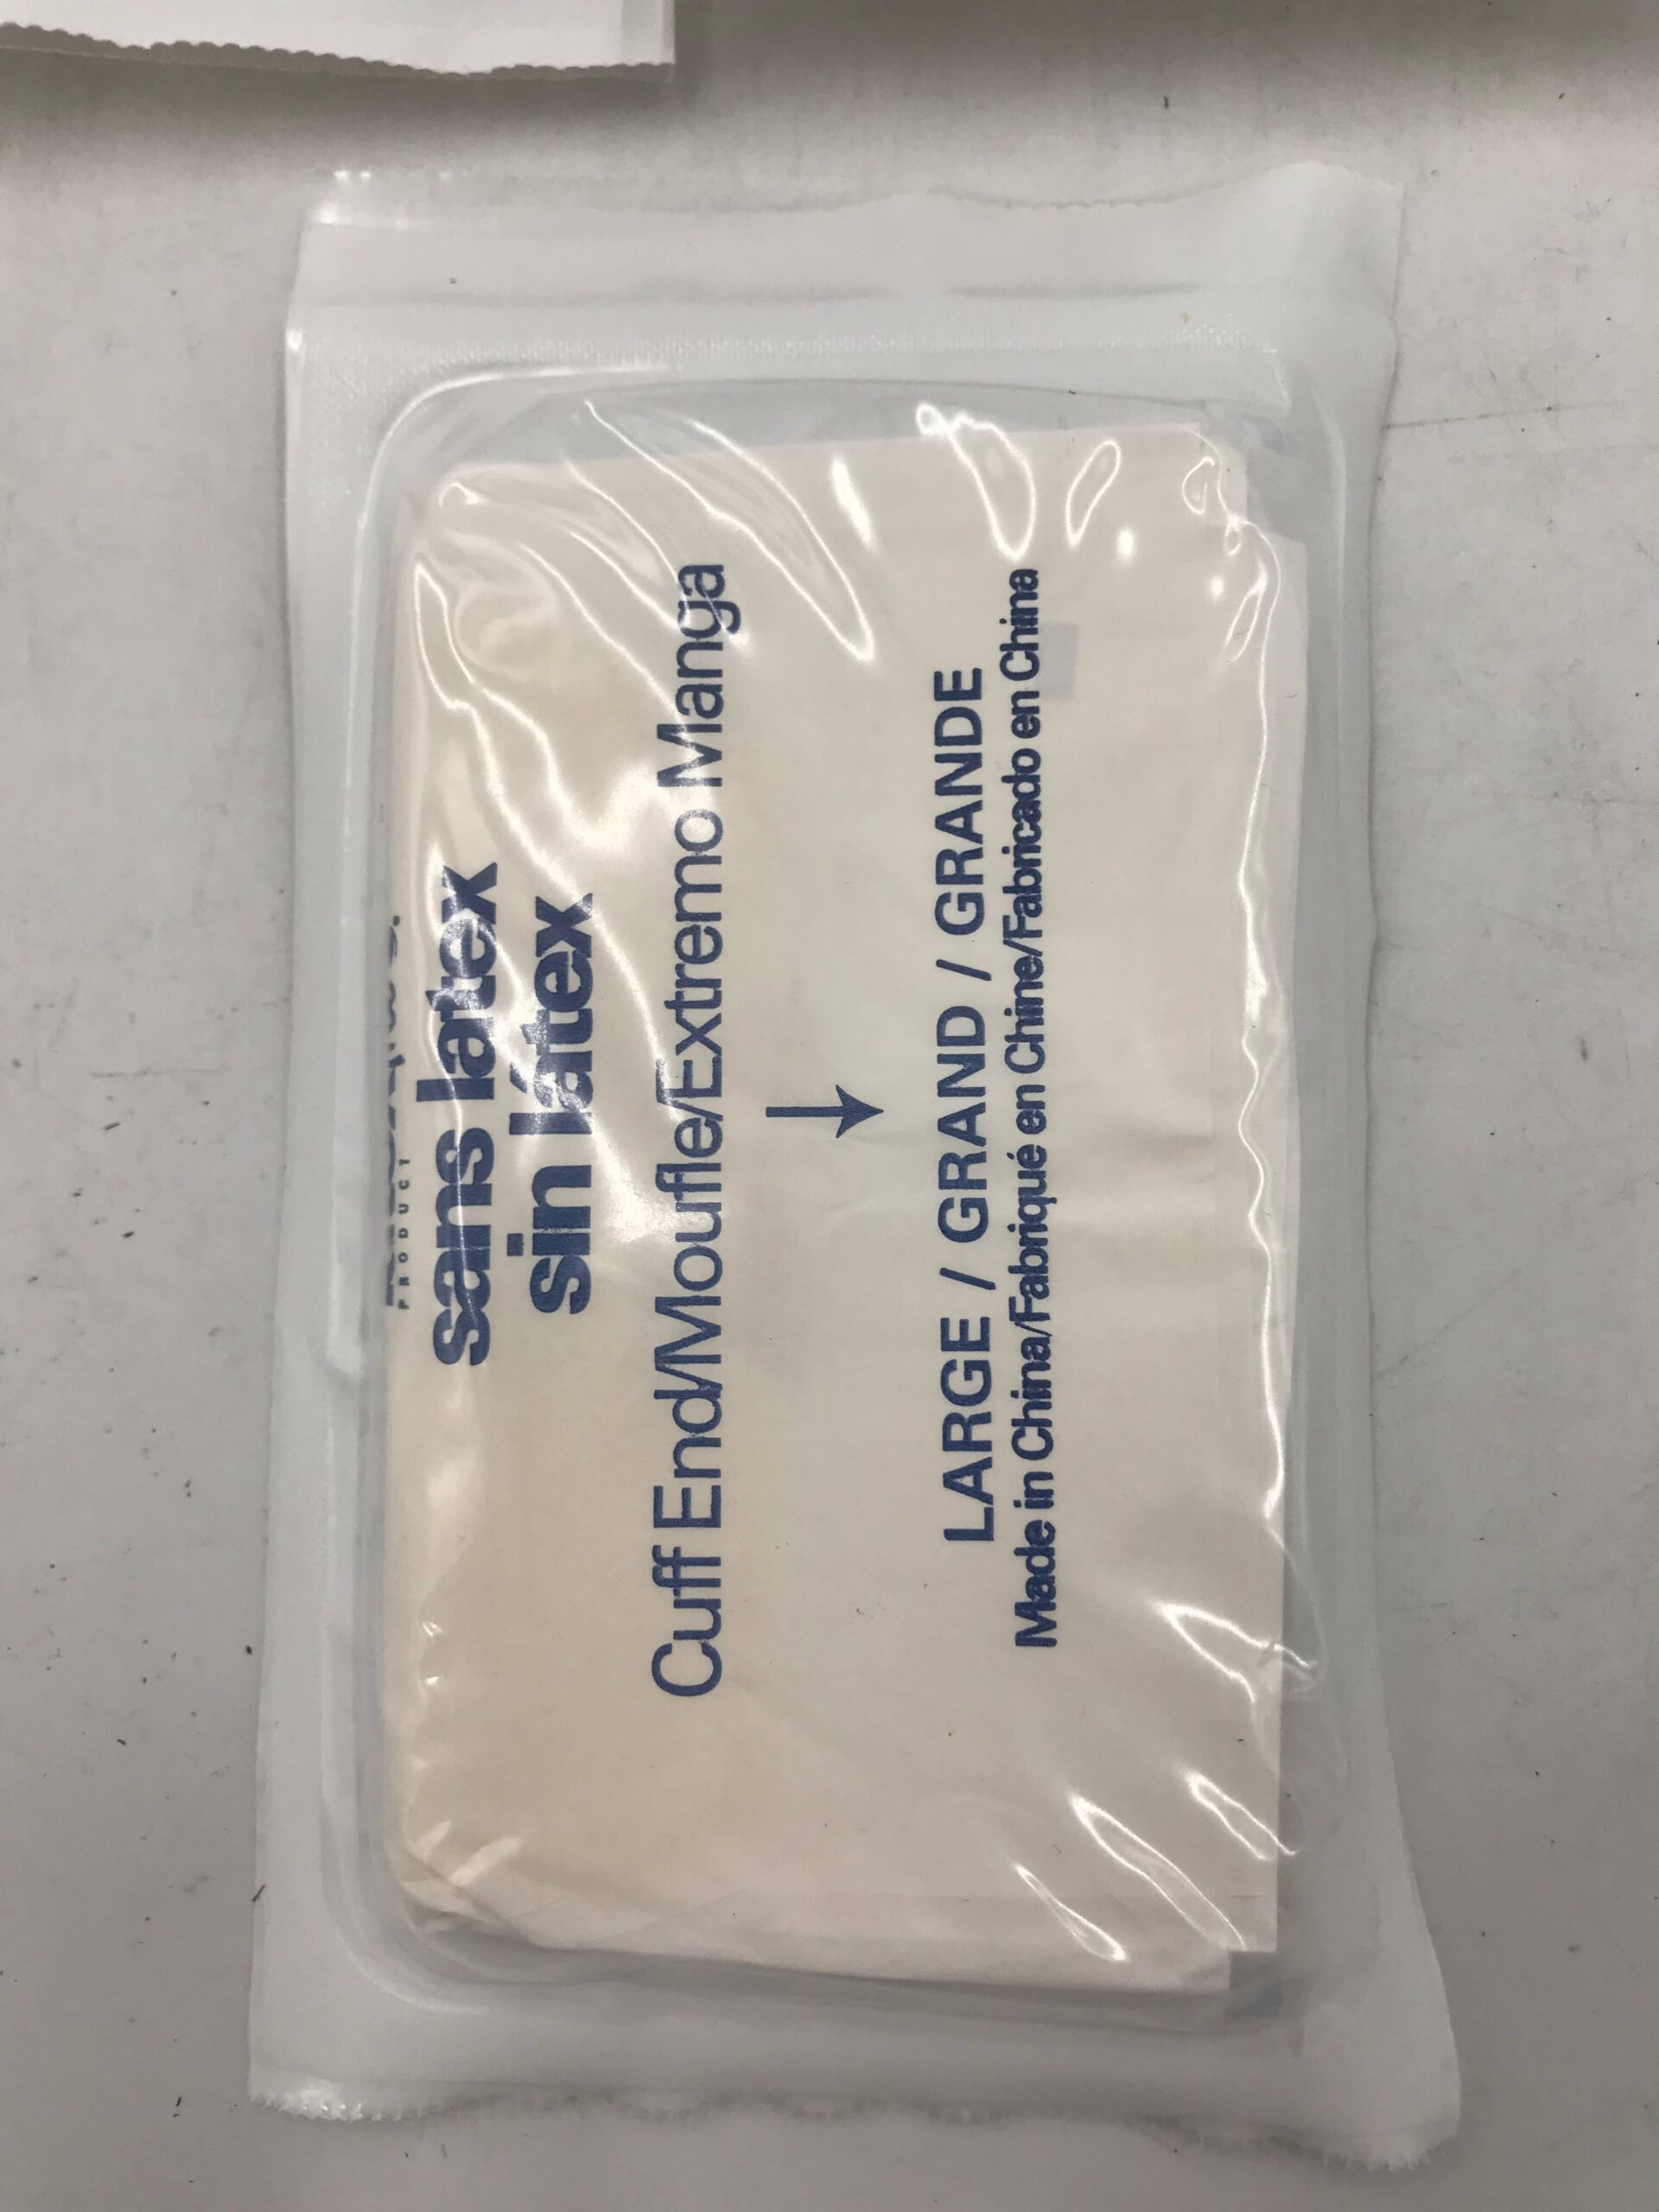 PRODUCT
sans latex
sin látex
Cuff End/Moufle/Extremo Manga
↓
LARGE / GRAND / GRANDE
Made in China/Fabriqué en Chine/Fabricado en China